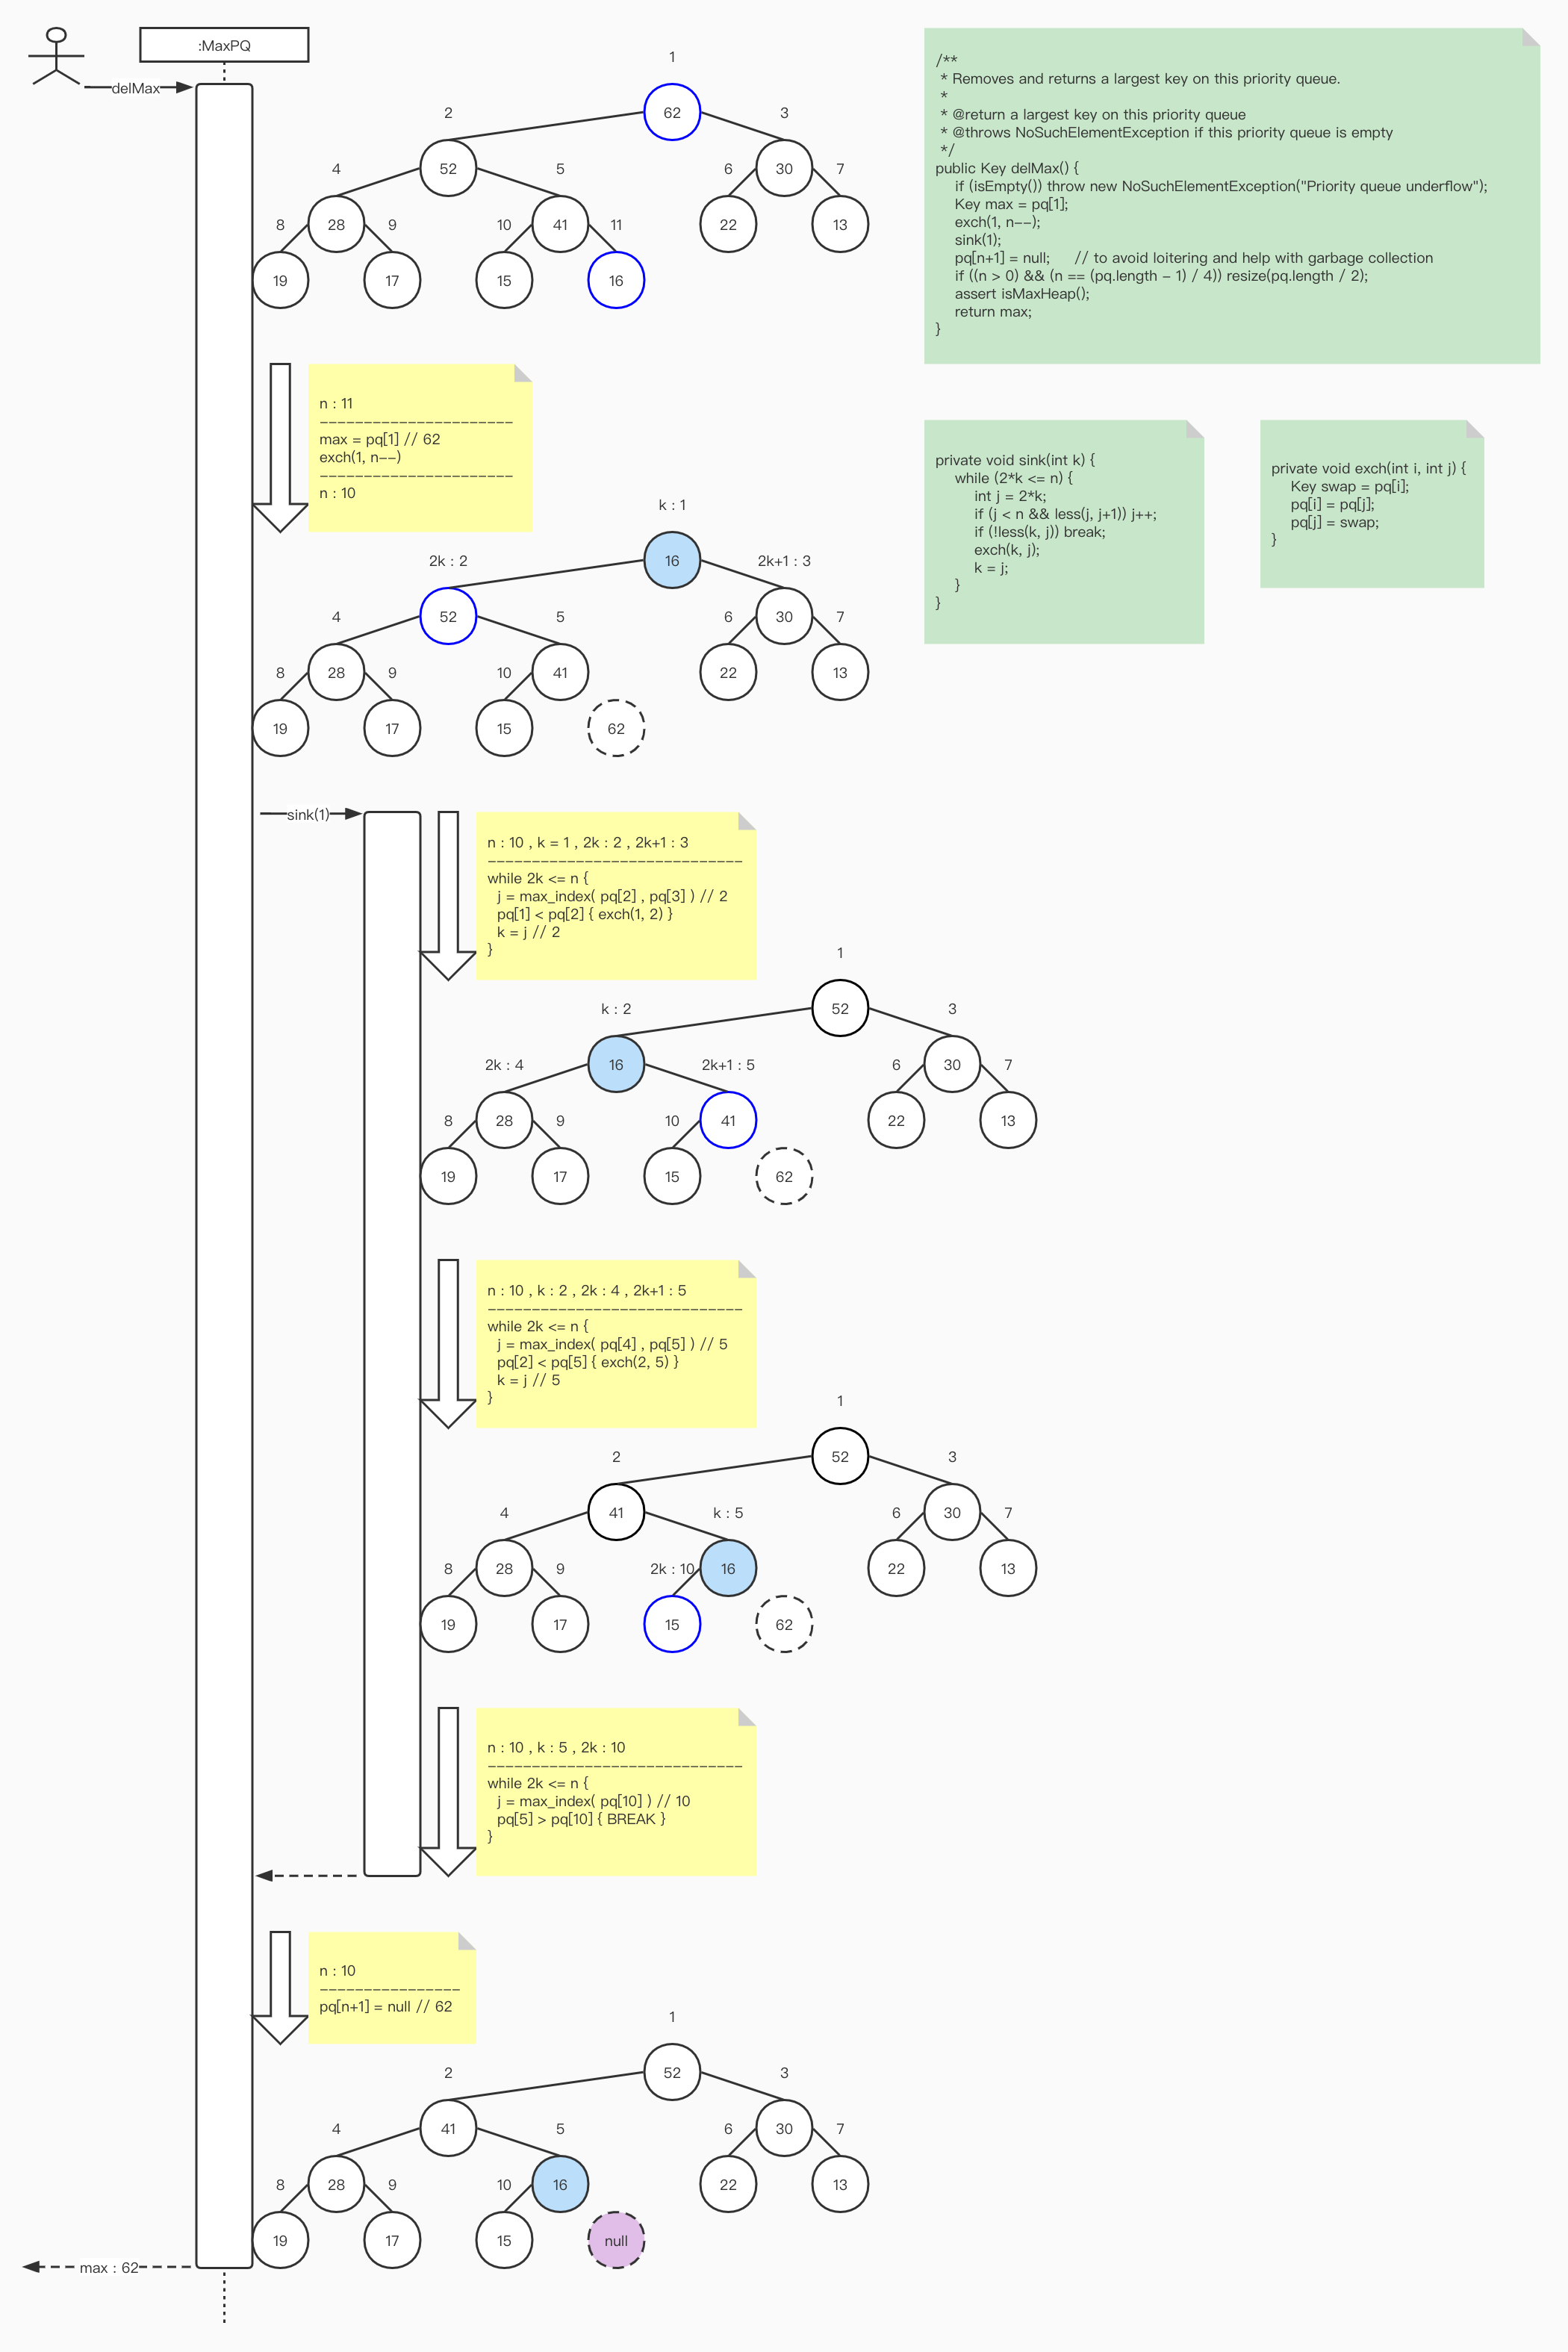 :MaxPQ
delMax
1
62
2
3
52
30
4
5
6
7
28
41
22
13
8
9
10
11
19
17
15
16
/**
 * Removes and returns a largest key on this priority queue.
 *
 * @return a largest key on this priority queue
 * @throws NoSuchElementException if this priority queue is empty
 */
public Key delMax() {
    if (isEmpty()) throw new NoSuchElementException("Priority queue underflow");
    Key max = pq[1];
    exch(1, n--);
    sink(1);
    pq[n+1] = null;     // to avoid loitering and help with garbage collection
    if ((n > 0) && (n == (pq.length - 1) / 4)) resize(pq.length / 2);
    assert isMaxHeap();
    return max;
}
n : 11
----------------------
max = pq[1] // 62
exch(1, n--)
----------------------
n : 10
private void sink(int k) {
    while (2*k <= n) {
        int j = 2*k;
        if (j < n && less(j, j+1)) j++;
        if (!less(k, j)) break;
        exch(k, j);
        k = j;
    }
}
private void exch(int i, int j) {
    Key swap = pq[i];
    pq[i] = pq[j];
    pq[j] = swap;
}
k : 1
16
2k : 2
2k+1 : 3
52
30
4
5
6
7
28
41
22
13
8
9
10
19
17
15
62
sink(1)
n : 10 , k = 1 , 2k : 2 , 2k+1 : 3
-----------------------------
while 2k <= n {
  j = max_index( pq[2] , pq[3] ) // 2
  pq[1] < pq[2] { exch(1, 2) }
  k = j // 2
}
1
52
k : 2
3
16
30
2k : 4
2k+1 : 5
6
7
28
41
22
13
8
9
10
19
17
15
62
n : 10 , k : 2 , 2k : 4 , 2k+1 : 5
-----------------------------
while 2k <= n {
  j = max_index( pq[4] , pq[5] ) // 5
  pq[2] < pq[5] { exch(2, 5) }
  k = j // 5
}
1
52
2
3
41
30
4
k : 5
6
7
28
16
22
13
8
9
2k : 10
19
17
15
62
n : 10 , k : 5 , 2k : 10
-----------------------------
while 2k <= n {
  j = max_index( pq[10] ) // 10
  pq[5] > pq[10] { BREAK }
}
n : 10
----------------
pq[n+1] = null // 62
1
52
2
3
41
30
4
5
6
7
28
16
22
13
8
9
10
19
17
15
null
max : 62